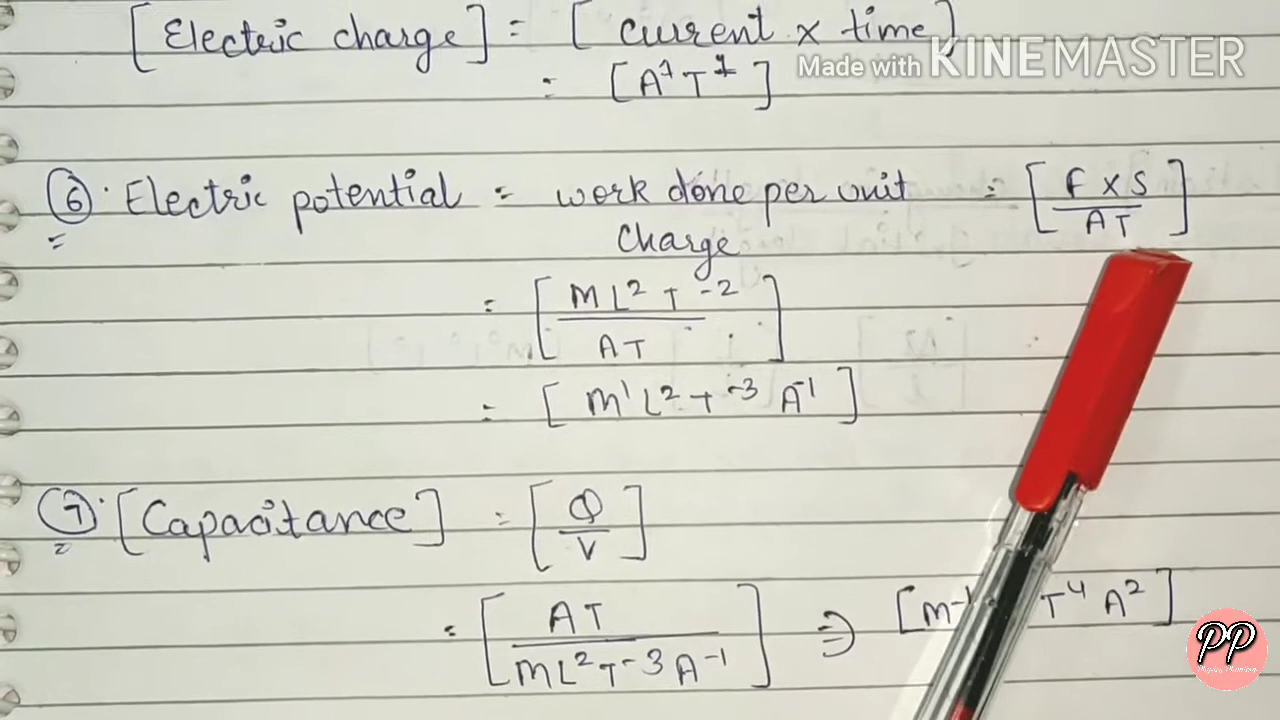 [Electric charge] = [current × time]
Made with KINEMASTER
= [A¹T¹]
⑥. Electric potential = work done per unit charge = [F×S / AT]
= [ML²T⁻² / AT]
= [M¹L²T⁻³A⁻¹]
⑦. [Capacitance] = [Q / V]
= [AT / ML²T⁻³A⁻¹] ⇒ [M⁻¹ T⁴A²]
PP